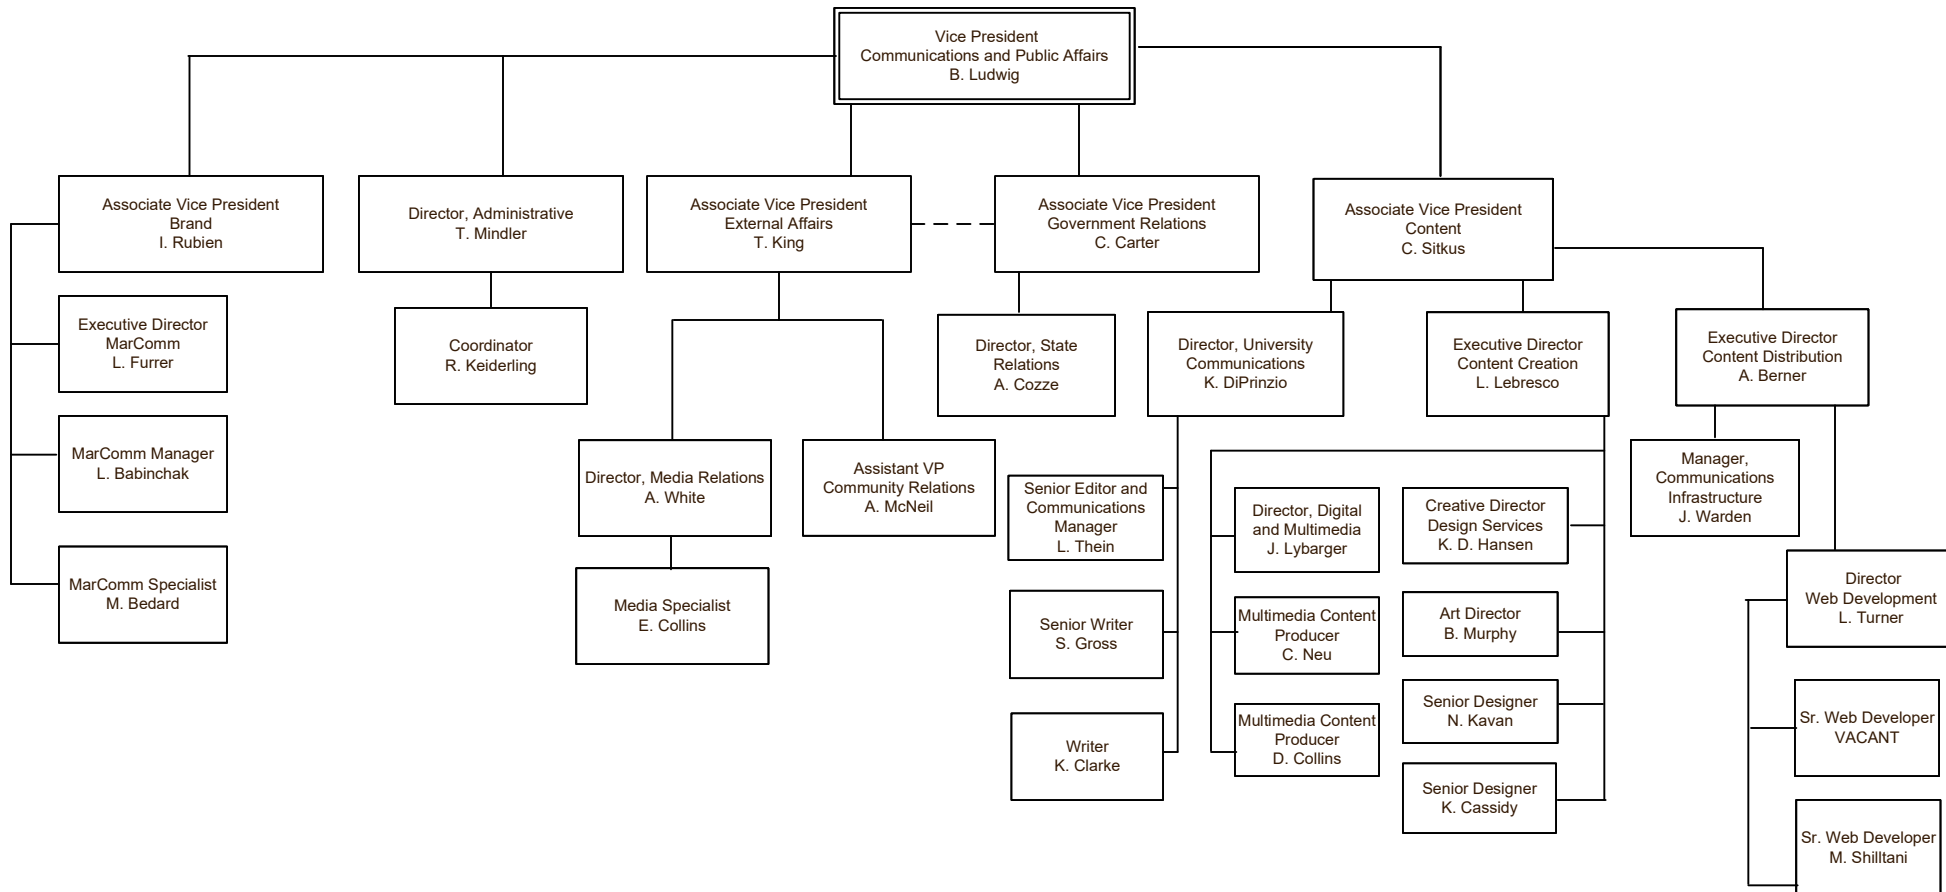 Vice President
Communications and Public Affairs
B. Ludwig
Associate Vice President
Brand
I. Rubien
Director, Administrative
T. Mindler
Associate Vice President
External Affairs
T. King
Associate Vice President
Government Relations
C. Carter
Associate Vice President
Content
C. Sitkus
Executive Director
MarComm
L. Furrer
MarComm Manager
L. Babinchak
MarComm Specialist
M. Bedard
Coordinator
R. Keiderling
Director, Media Relations
A. White
Media Specialist
E. Collins
Assistant VP
Community Relations
A. McNeil
Director, State
Relations
A. Cozze
Director, University
Communications
K. DiPrinzio
Senior Editor and
Communications
Manager
L. Thein
Senior Writer
S. Gross
Writer
K. Clarke
Executive Director
Content Creation
L. Lebresco
Director, Digital
and Multimedia
J. Lybarger
Multimedia Content
Producer
C. Neu
Multimedia Content
Producer
D. Collins
Creative Director
Design Services
K. D. Hansen
Art Director
B. Murphy
Senior Designer
N. Kavan
Senior Designer
K. Cassidy
Executive Director
Content Distribution
A. Berner
Manager,
Communications
Infrastructure
J. Warden
Director
Web Development
L. Turner
Sr. Web Developer
VACANT
Sr. Web Developer
M. Shilltani